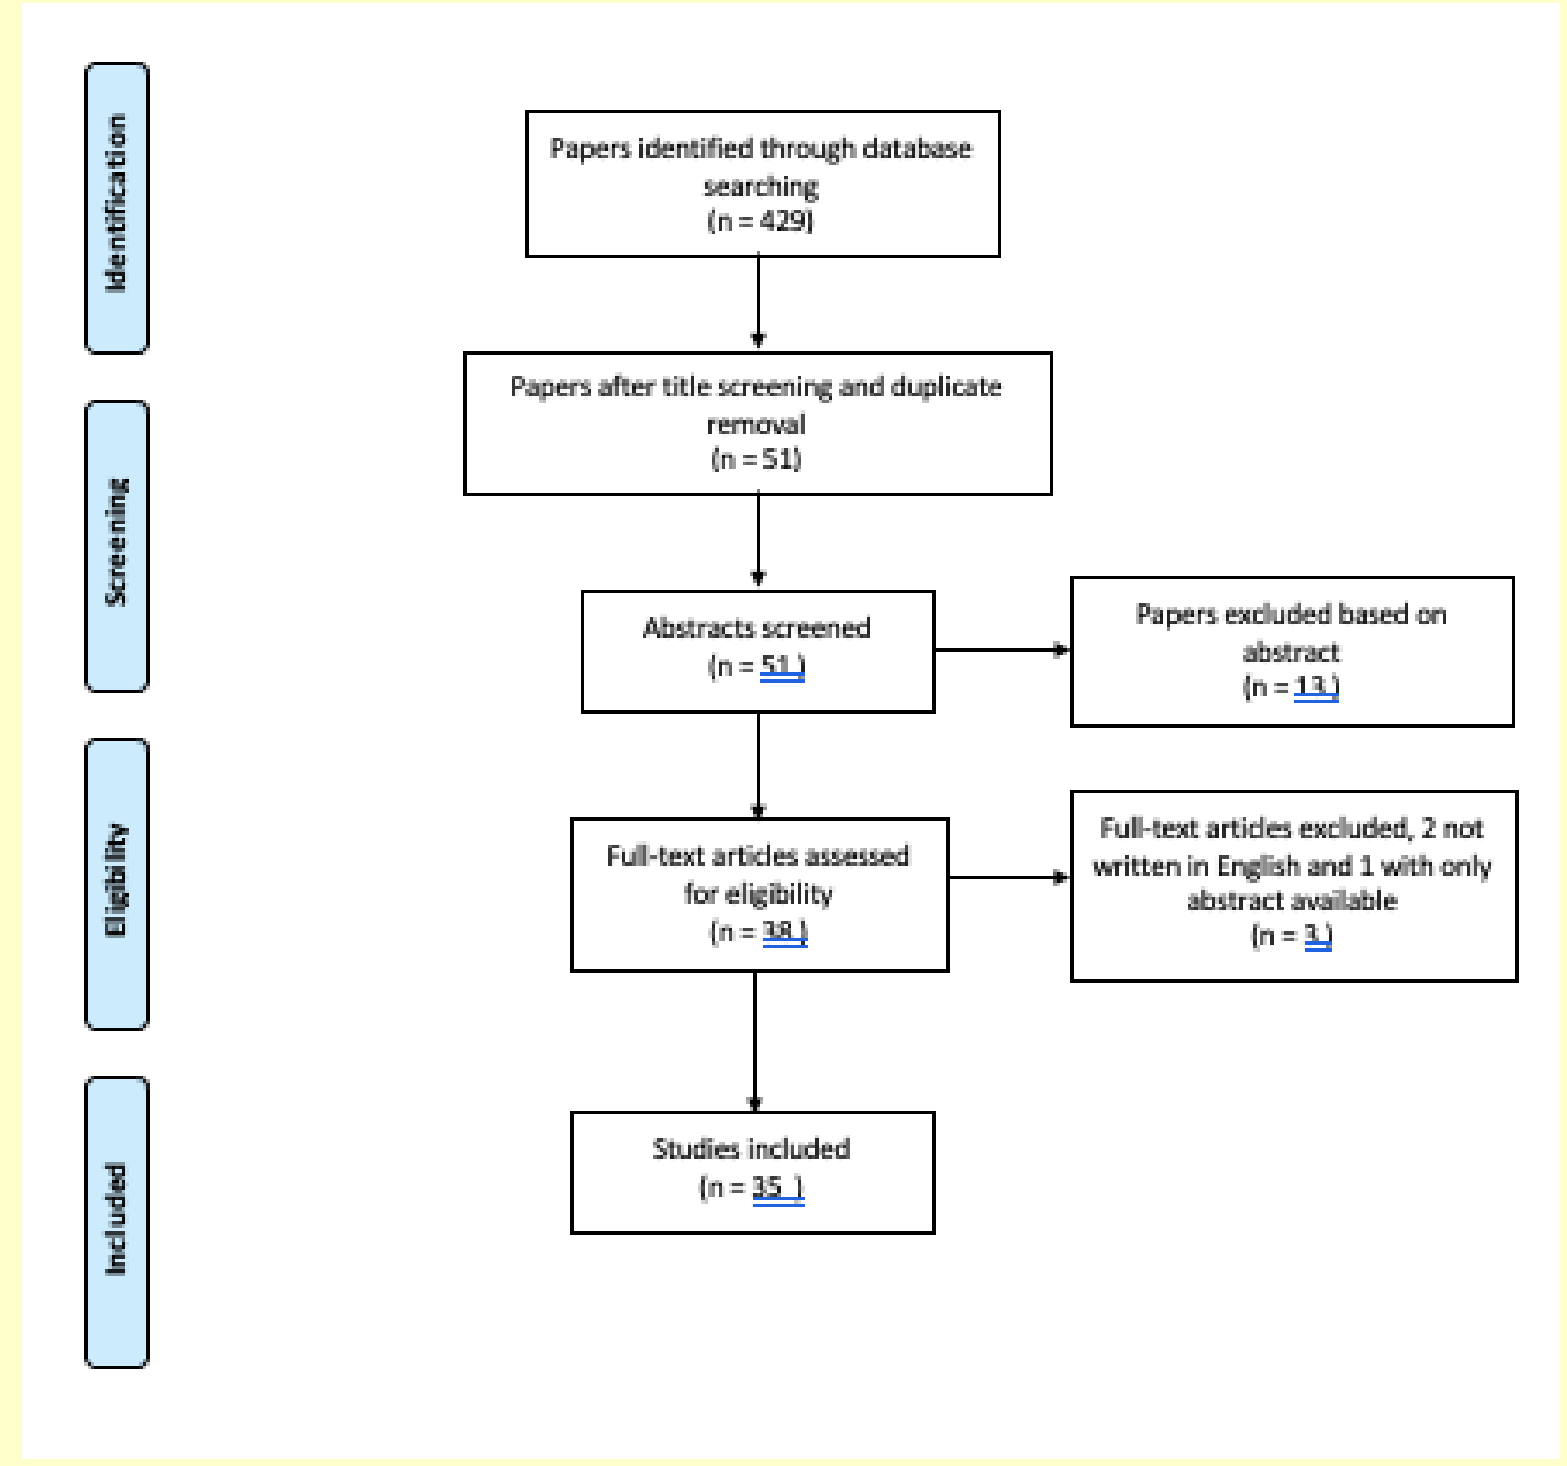 Identification
Papers identified through database
searching
(n = 429)
Papers after title screening and duplicate
removal
(n = 51)
Screening
Abstracts screened
(n = 51 )
Papers excluded based on
abstract
(n = 13 )
Eligibility
Full-text articles assessed
for eligibility
(n = 38 )
Full-text articles excluded, 2 not
written in English and 1 with only
abstract available
(n = 3 )
Included
Studies included
(n = 35 )